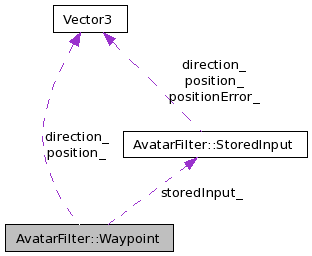 Vector3
direction_
position_
positionError_
direction_
position_
AvatarFilter::StoredInput
storedInput_
AvatarFilter::Waypoint